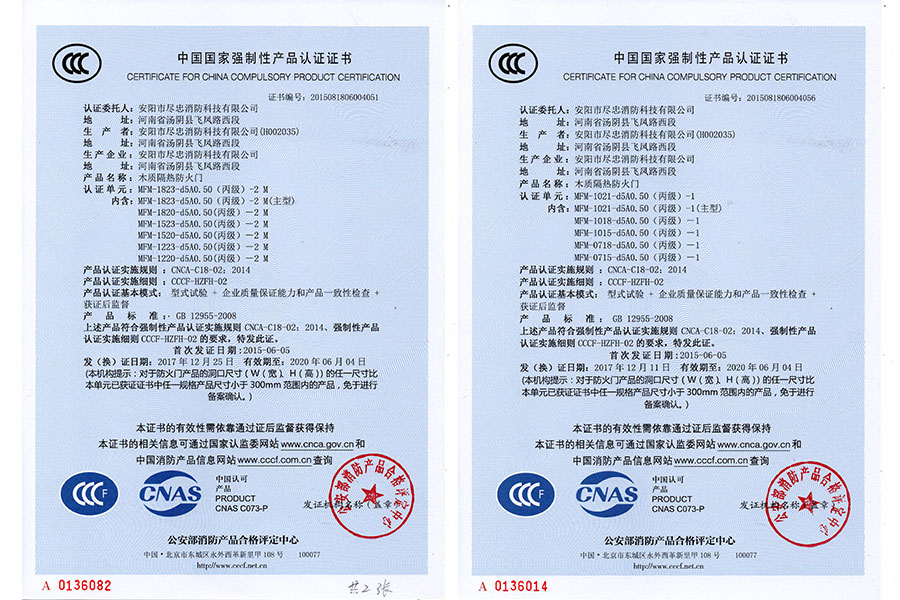 中国国家强制性产品认证证书
CERTIFICATE FOR CHINA COMPULSORY PRODUCT CERTIFICATION
证书编号: 2015081806004051
认证委托人: 安阳市尽忠消防科技有限公司
地 址: 河南省汤阴县飞凤路西段
生 产 者: 安阳市尽忠消防科技有限公司(H002035)
地 址: 河南省汤阴县飞凤路西段
生产企业: 安阳市尽忠消防科技有限公司
地 址: 河南省汤阴县飞凤路西段
产品名称: 木质隔热防火门
认证单元: MFM-1823-d5A0.50（丙级）-2 M
内含: MFM-1823-d5A0.50（丙级）-2 M(主型)
MFM-1820-d5A0.50（丙级）-2 M
MFM-1523-d5A0.50（丙级）-2 M
MFM-1520-d5A0.50（丙级）-2 M
MFM-1223-d5A0.50（丙级）-2 M
MFM-1220-d5A0.50（丙级）-2 M
产品认证实施规则 : CNCA-C18-02: 2014
产品认证实施细则 : CCCF-HZFH-02
产品认证基本模式: 型式试验 + 企业质量保证能力和产品一致性检查 +
获证后监督
产 品 标 准: GB 12955-2008
上述产品符合强制性产品认证实施规则 CNCA-C18-02: 2014、强制性产品
认证实施细则 CCCF-HZFH-02 的要求，特发此证。
首次发证日期:2015-06-05
发（换）证日期: 2017 年 12 月 25 日 有效期至: 2020 年 06 月 04 日
(本机构提示：对于防火门产品的洞口尺寸（W（宽）、H（高））的任一尺寸比
本单元已获证证书中任一规格产品尺寸小于 300mm 范围内的产品，免于进行
备案确认。)
本证书的有效性需依靠通过证后监督获得保持
本证书的相关信息可通过国家认监委网站 www.cnca.gov.cn 和
中国消防产品信息网站 www.cccf.com.cn 查询
CCC F
CNAS
中国认可
产品
PRODUCT
CNAS C073-P
发证机构名称（盖章）
公安部消防产品合格评定中心
公安部消防产品合格评定中心
中国·北京市东城区永外西革新里甲 108 号 100077
http://www.cccf.net.cn
A 0136082
共2张
中国国家强制性产品认证证书
CERTIFICATE FOR CHINA COMPULSORY PRODUCT CERTIFICATION
证书编号: 2015081806004056
认证委托人: 安阳市尽忠消防科技有限公司
地 址: 河南省汤阴县飞凤路西段
生 产 者: 安阳市尽忠消防科技有限公司(H002035)
地 址: 河南省汤阴县飞凤路西段
生产企业: 安阳市尽忠消防科技有限公司
地 址: 河南省汤阴县飞凤路西段
产品名称: 木质隔热防火门
认证单元: MFM-1021-d5A0.50（丙级）-1
内含: MFM-1021-d5A0.50（丙级）-1(主型)
MFM-1018-d5A0.50（丙级）-1
MFM-1015-d5A0.50（丙级）-1
MFM-0718-d5A0.50（丙级）-1
MFM-0715-d5A0.50（丙级）-1
产品认证实施规则 : CNCA-C18-02: 2014
产品认证实施细则 : CCCF-HZFH-02
产品认证基本模式: 型式试验 + 企业质量保证能力和产品一致性检查 +
获证后监督
产 品 标 准: GB 12955-2008
上述产品符合强制性产品认证实施规则 CNCA-C18-02: 2014、强制性产品
认证实施细则 CCCF-HZFH-02 的要求，特发此证。
首次发证日期:2015-06-05
发（换）证日期: 2017 年 12 月 11 日 有效期至: 2020 年 06 月 04 日
(本机构提示：对于防火门产品的洞口尺寸（W（宽）、H（高））的任一尺寸比
本单元已获证证书中任一规格产品尺寸小于 300mm 范围内的产品，免于进行
备案确认。)
本证书的有效性需依靠通过证后监督获得保持
本证书的相关信息可通过国家认监委网站 www.cnca.gov.cn 和
中国消防产品信息网站 www.cccf.com.cn 查询
CCC F
CNAS
中国认可
产品
PRODUCT
CNAS C073-P
发证机构名称（盖章）
公安部消防产品合格评定中心
公安部消防产品合格评定中心
中国·北京市东城区永外西革新里甲 108 号 100077
http://www.cccf.net.cn
A 0136014